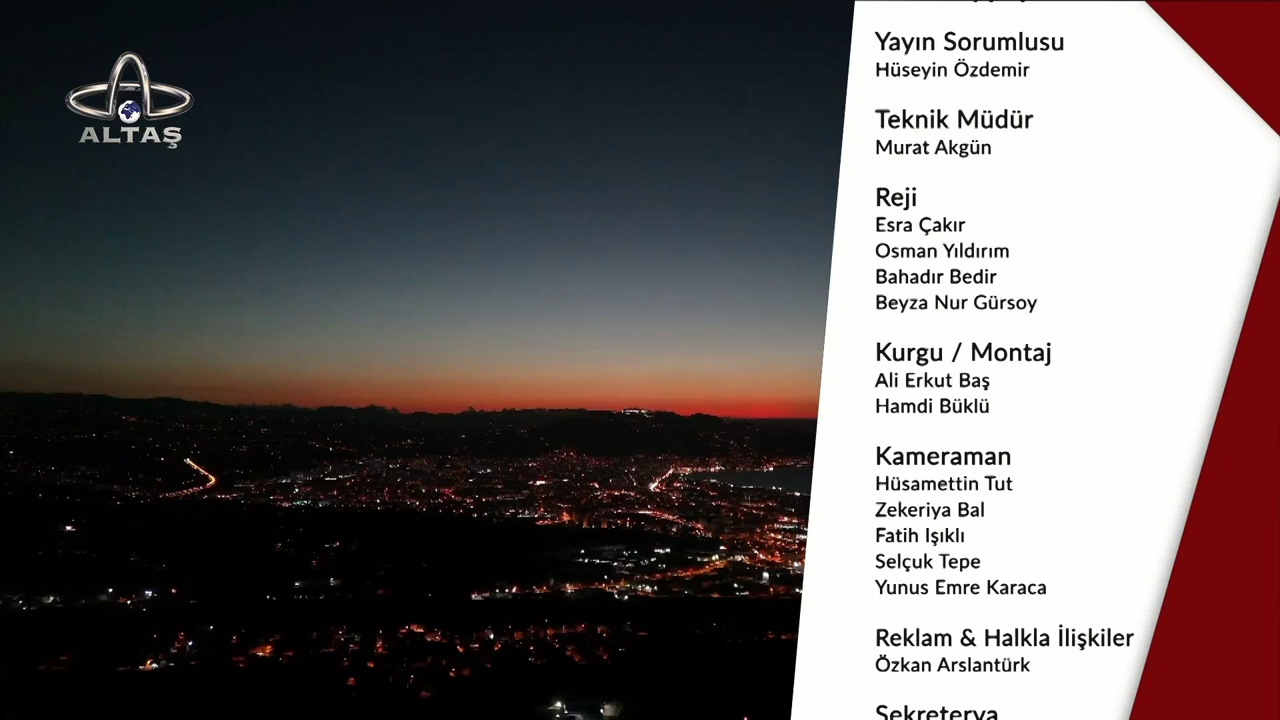 ALTAŞ
Yayın Sorumlusu
Hüseyin Özdemir
Teknik Müdür
Murat Akgün
Reji
Esra Çakır
Osman Yıldırım
Bahadır Bedir
Beyza Nur Gürsoy
Kurgu / Montaj
Ali Erkut Baş
Hamdi Büklü
Kameraman
Hüsamettin Tut
Zekeriya Bal
Fatih Işıklı
Selçuk Tepe
Yunus Emre Karaca
Reklam & Halkla İlişkiler
Özkan Arslantürk
Sekreterya